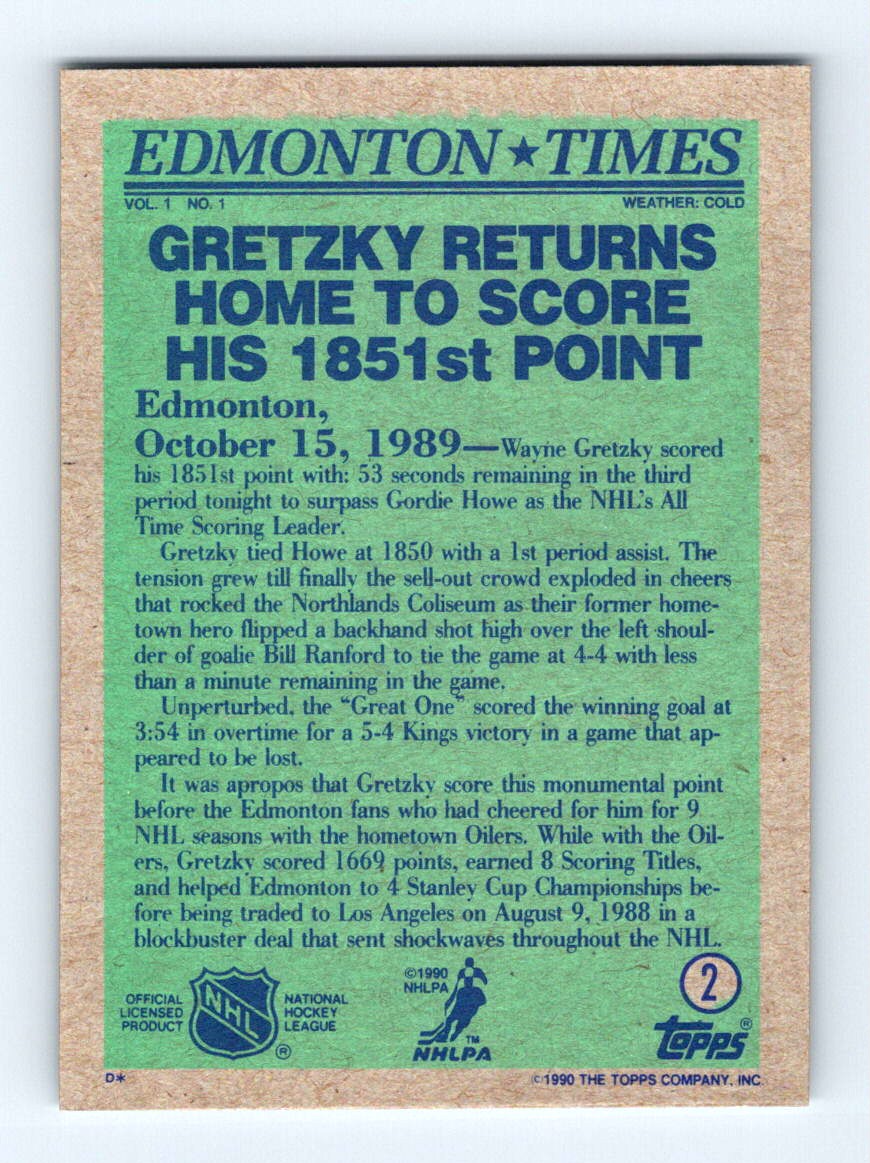 EDMONTON ★ TIMES
VOL. 1 NO. 1 WEATHER: COLD
GRETZKY RETURNS
HOME TO SCORE
HIS 1851st POINT
Edmonton,
October 15, 1989—Wayne Gretzky scored
his 1851st point with: 53 seconds remaining in the third
period tonight to surpass Gordie Howe as the NHL's All
Time Scoring Leader.
Gretzky tied Howe at 1850 with a 1st period assist. The
tension grew till finally the sell-out crowd exploded in cheers
that rocked the Northlands Coliseum as their former home-
town hero flipped a backhand shot high over the left shoul-
der of goalie Bill Ranford to tie the game at 4-4 with less
than a minute remaining in the game.
Unperturbed, the "Great One" scored the winning goal at
3:54 in overtime for a 5-4 Kings victory in a game that ap-
peared to be lost.
It was apropos that Gretzky score this monumental point
before the Edmonton fans who had cheered for him for 9
NHL seasons with the hometown Oilers. While with the Oil-
ers, Gretzky scored 1669 points, earned 8 Scoring Titles,
and helped Edmonton to 4 Stanley Cup Championships be-
fore being traded to Los Angeles on August 9, 1988 in a
blockbuster deal that sent shockwaves throughout the NHL.
OFFICIAL
LICENSED
PRODUCT
NHL
®
NATIONAL
HOCKEY
LEAGUE
©1990
NHLPA
™
NHLPA
2
topps®
D*
©1990 THE TOPPS COMPANY, INC.